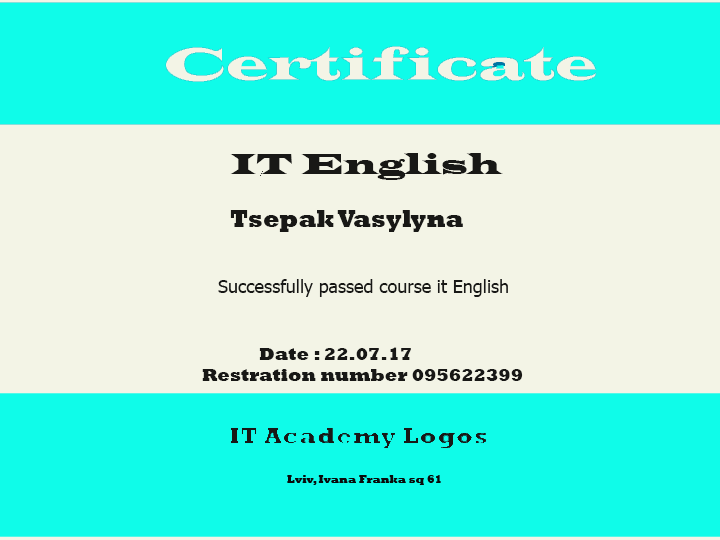 Certificate
IT English
Tsepak Vasylyna
Successfully passed course it English
Date : 22.07.17
Restration number 095622399
IT Academy Logos
Lviv, Ivana Franka sq 61